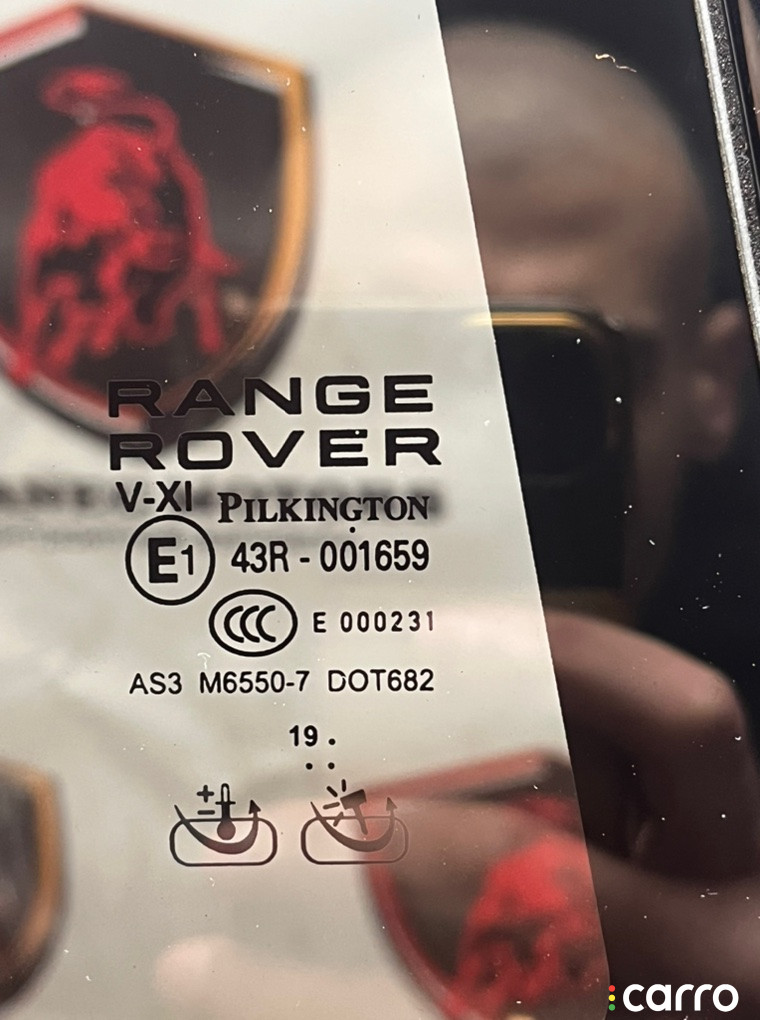 RANGE
ROVER
V-XI PILKINGTON
E1 43R - 001659
CCC E 000231
AS3 M6550-7 DOT682
19 .
. .
carro